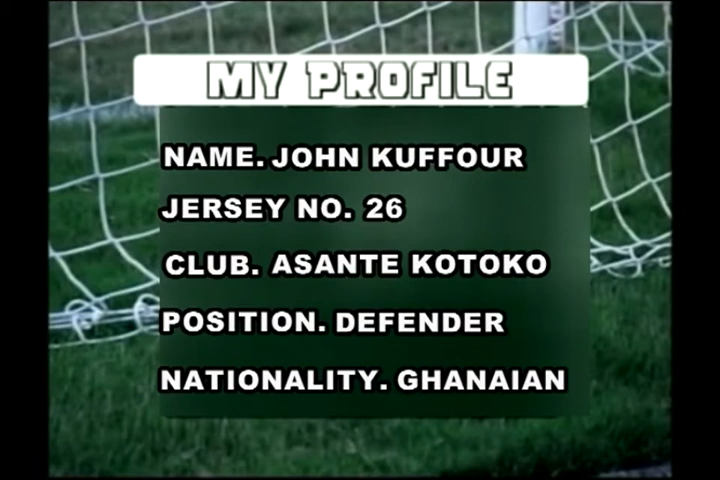 MY PROFILE
NAME. JOHN KUFFOUR
JERSEY NO. 26
CLUB. ASANTE KOTOKO
POSITION. DEFENDER
NATIONALITY. GHANAIAN